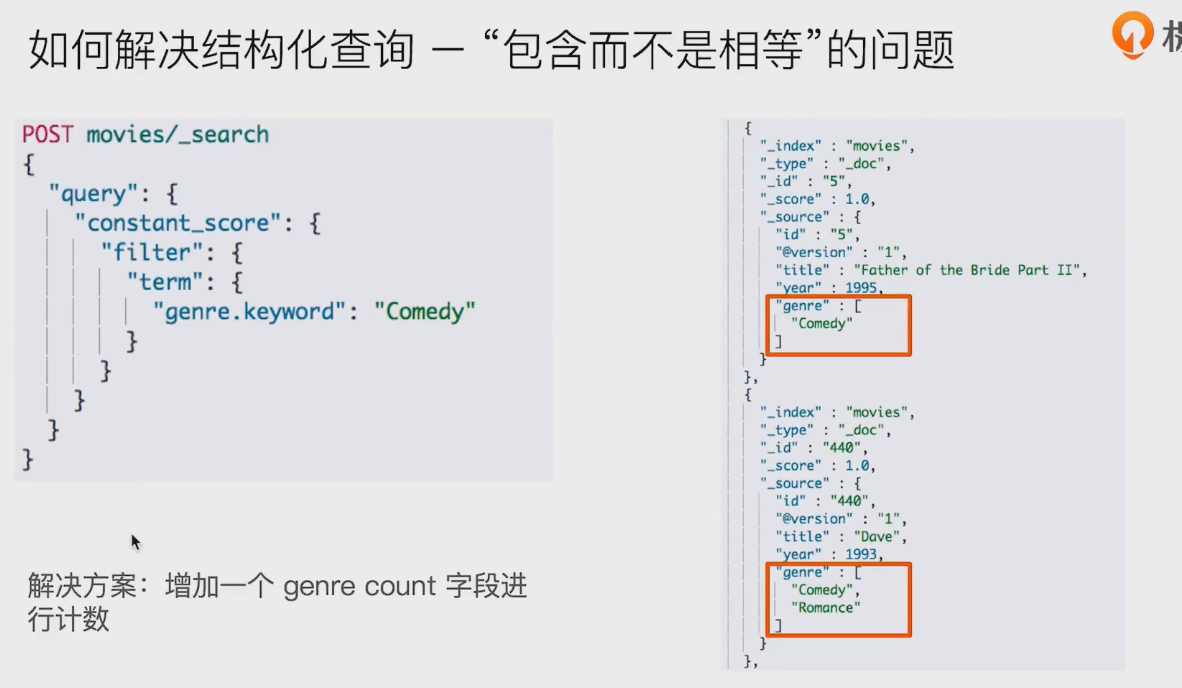 如何解决结构化查询 — “包含而不是相等”的问题
POST movies/_search
{
"query": {
"constant_score": {
"filter": {
"term": {
"genre.keyword": "Comedy"
}
}
}
}
}
解决方案：增加一个 genre count 字段进
行计数
{
"_index" : "movies",
"_type" : "_doc",
"_id" : "5",
"_score" : 1.0,
"_source" : {
"id" : "5",
"@version" : "1",
"title" : "Father of the Bride Part II",
"year" : 1995,
"genre" : [
"Comedy"
]
}
},
{
"_index" : "movies",
"_type" : "_doc",
"_id" : "440",
"_score" : 1.0,
"_source" : {
"id" : "440",
"@version" : "1",
"title" : "Dave",
"year" : 1993,
"genre" : [
"Comedy",
"Romance"
]
}
},